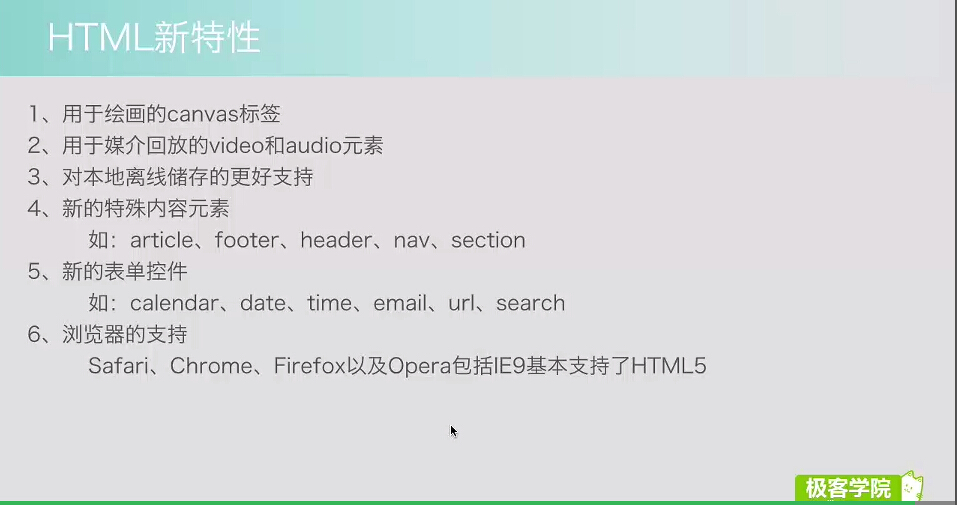 HTML新特性
1、用于绘画的canvas标签
2、用于媒介回放的video和audio元素
3、对本地离线储存的更好支持
4、新的特殊内容元素
如：article、footer、header、nav、section
5、新的表单控件
如：calendar、date、time、email、url、search
6、浏览器的支持
Safari、Chrome、Firefox以及Opera包括IE9基本支持了HTML5
极客学院